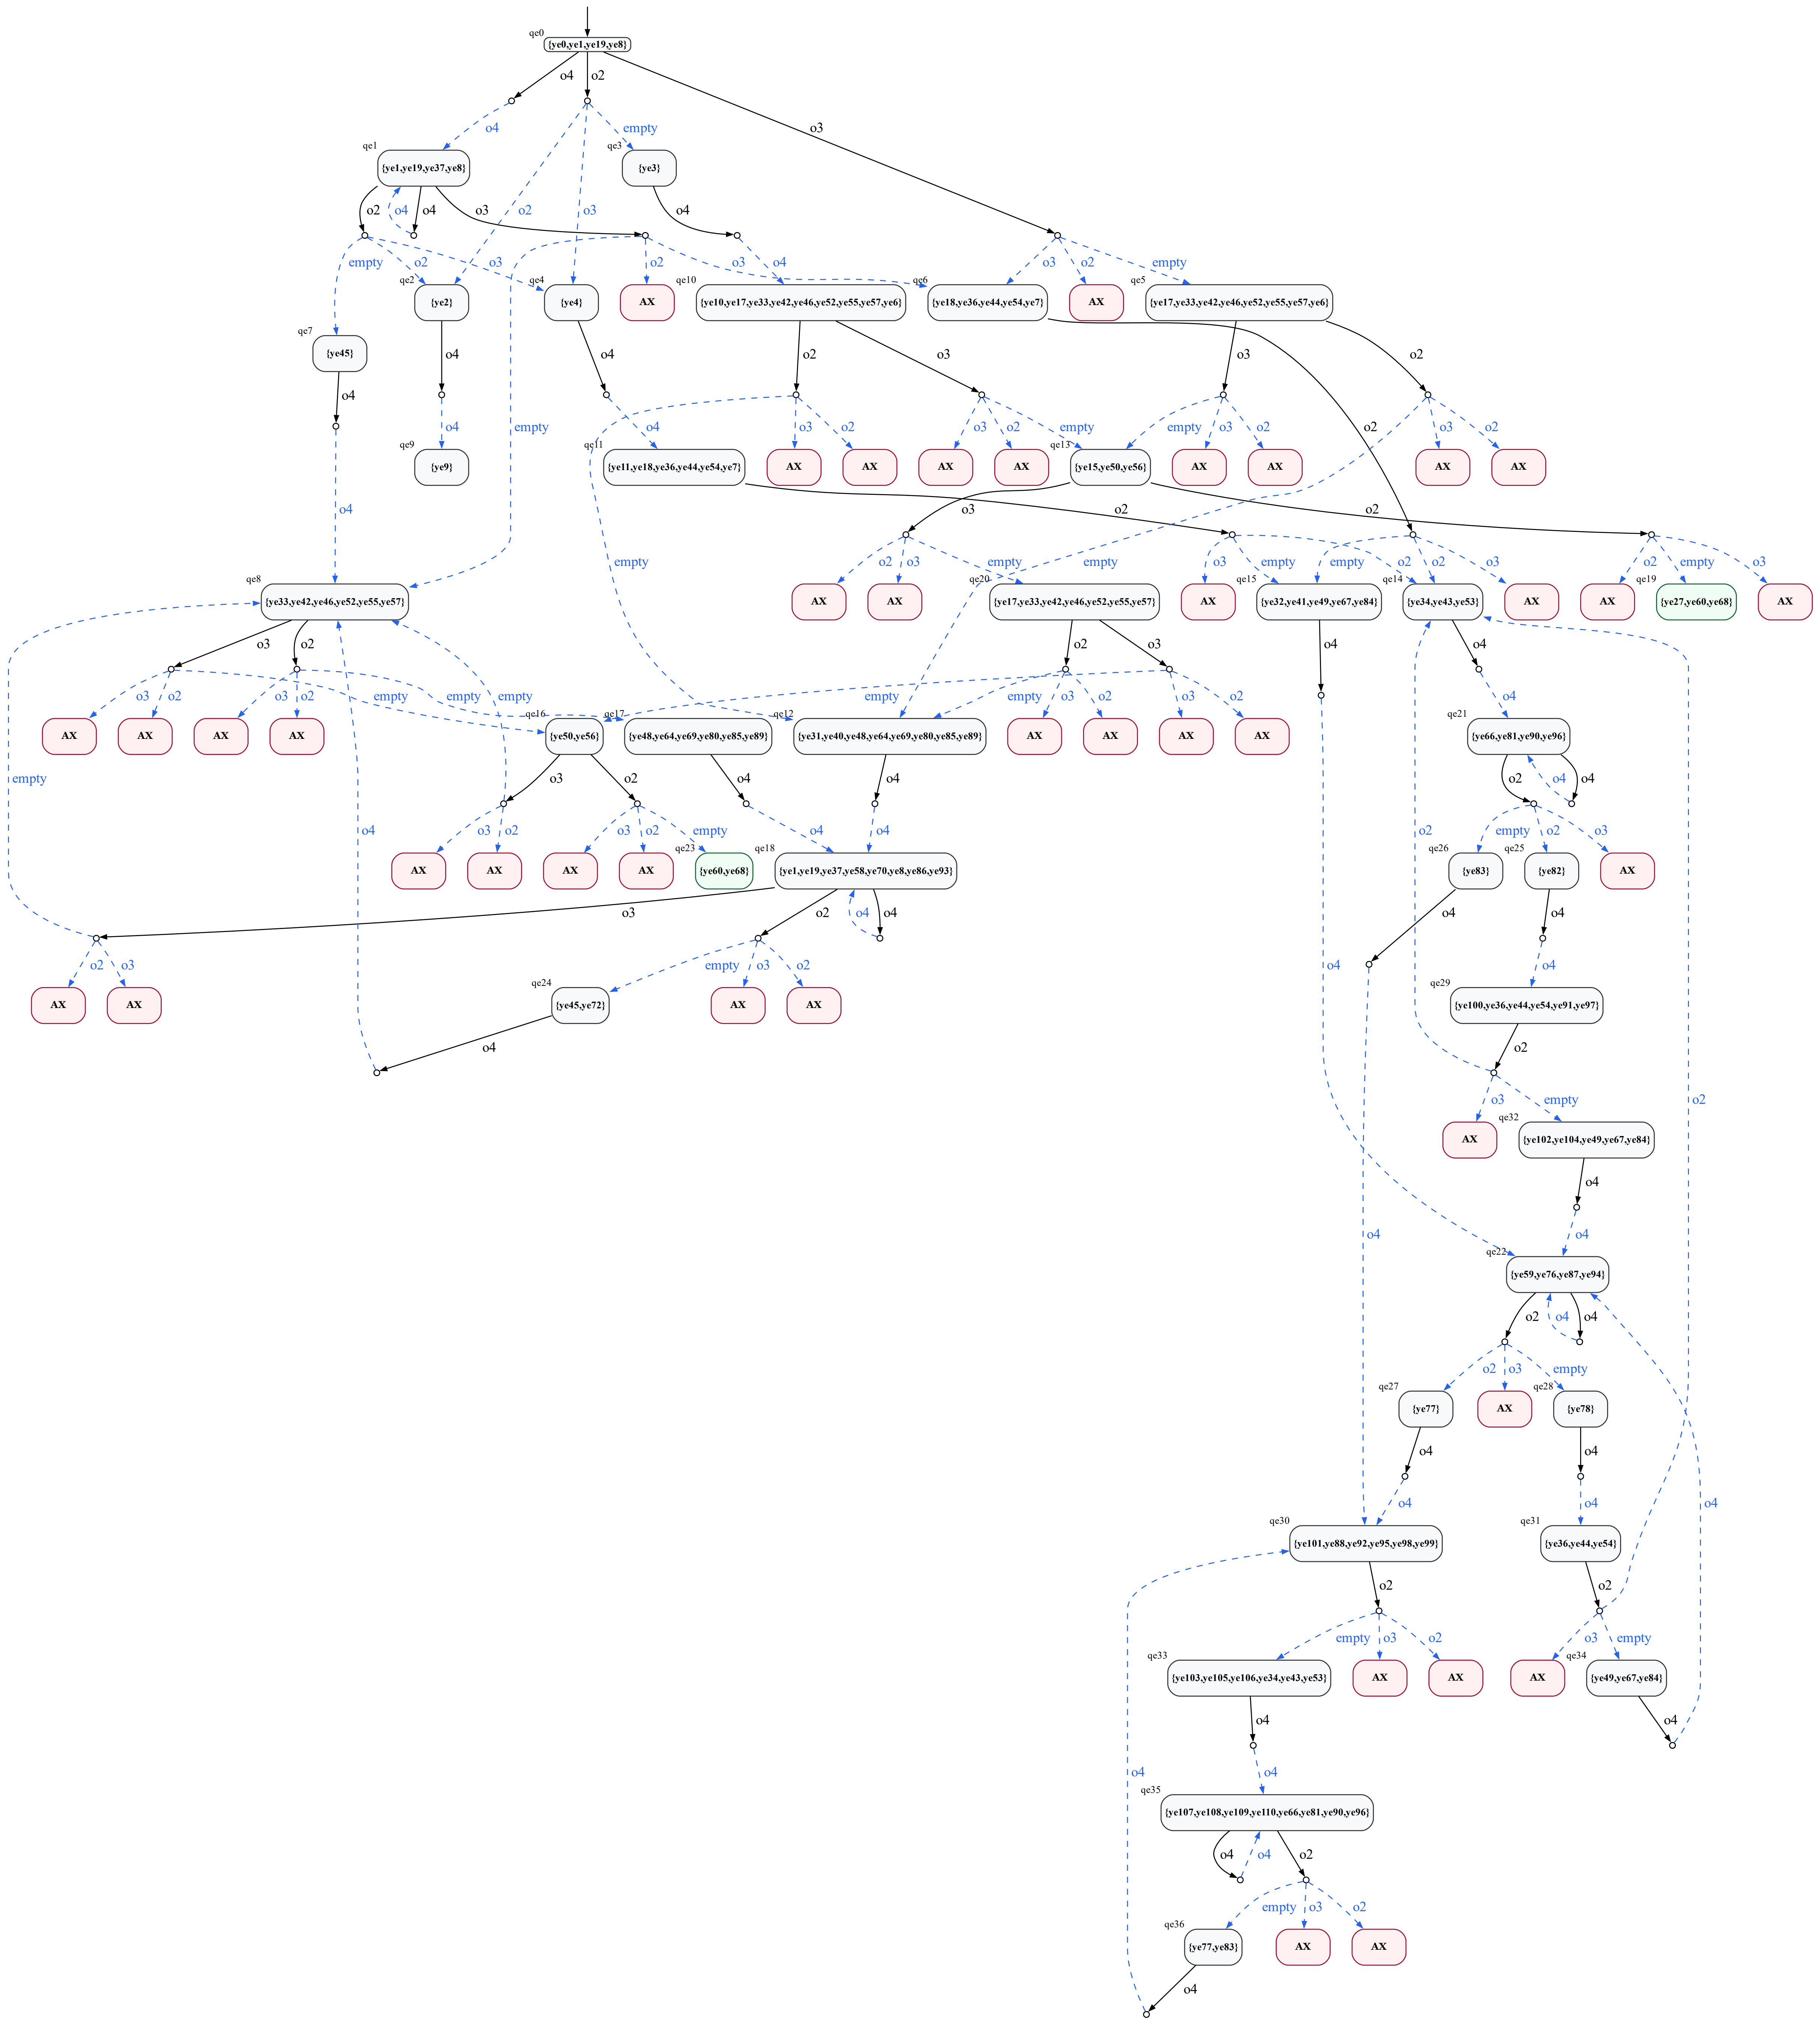 qe0
{ye0,ye1,ye19,ye8}
o4 o2
o4 empty o3
qe1 qe3
{ye1,ye19,ye37,ye8} {ye3}
o2 o4 o4 o3 o2 o3 o4
empty o2 o3 o2 o3 o4 o3 o2 empty
qe2 qe4 qe10 qe6 qe5
{ye2} {ye4} AX {ye10,ye17,ye33,ye42,ye46,ye52,ye55,ye57,ye6} {ye18,ye36,ye44,ye54,ye7} AX {ye17,ye33,ye42,ye46,ye52,ye55,ye57,ye6}
qe7
{ye45} o4 o4 o2 o3 o3 o2
o4
o4 empty o4 o3 o2 o3 o2 empty empty o3 o2 o2 o3 o2
qe9 qe11 qe13
{ye9} {ye11,ye18,ye36,ye44,ye54,ye7} AX AX AX AX {ye15,ye50,ye56} AX AX AX AX
o4 o3 o2 o2
empty o2 o3 empty empty o3 empty o2 empty o2 o3 o2 empty o3
qe8 qe20 qe15 qe14 qe19
{ye33,ye42,ye46,ye52,ye55,ye57} AX AX {ye17,ye33,ye42,ye46,ye52,ye55,ye57} AX {ye32,ye41,ye49,ye67,ye84} {ye34,ye43,ye53} AX AX {ye27,ye60,ye68} AX
o3 o2 o2 o3 o4 o4
o3 o2 o3 o2 empty empty empty empty empty o3 o2 o3 o2 o4
qe16 qe17 qe12 qe21
AX AX AX AX {ye50,ye56} {ye48,ye64,ye69,ye80,ye85,ye89} {ye31,ye40,ye48,ye64,ye69,ye80,ye85,ye89} AX AX AX AX {ye66,ye81,ye90,ye96}
empty o3 o2 o4 o4 o2 o4 o4
o4 o3 o2 o3 o2 empty o4 o4 o2 empty o2 o3
qe23 qe18 qe26 qe25
AX AX AX AX {ye60,ye68} {ye1,ye19,ye37,ye58,ye70,ye8,ye86,ye93} {ye83} {ye82} AX
o3 o2 o4 o4 o4 o4
o2 o3 empty o3 o2 o4 o4
qe24 qe29
AX AX {ye45,ye72} AX AX {ye100,ye36,ye44,ye54,ye91,ye97}
o4 o2
o3 empty o2
qe32
AX {ye102,ye104,ye49,ye67,ye84}
o4
o4 o4
qe22
{ye59,ye76,ye87,ye94}
o2 o4 o4
o2 o3 empty
qe27 qe28
{ye77} AX {ye78}
o4 o4
o4 o4 o4
qe30 qe31
{ye101,ye88,ye92,ye95,ye98,ye99} {ye36,ye44,ye54}
o2 o2
empty o3 o2 o3 empty
qe33 qe34
{ye103,ye105,ye106,ye34,ye43,ye53} AX AX AX {ye49,ye67,ye84}
o4 o4
o4 o4
qe35
{ye107,ye108,ye109,ye110,ye66,ye81,ye90,ye96}
o4 o4 o2
empty o3 o2
qe36
{ye77,ye83} AX AX
o4